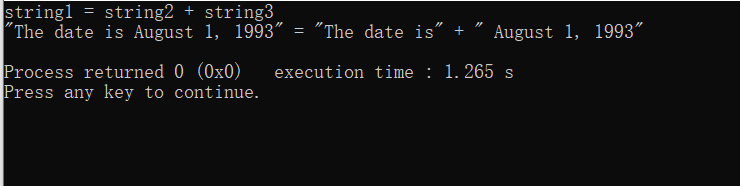 string1 = string2 + string3
"The date is August 1, 1993" = "The date is" + " August 1, 1993"
Process returned 0 (0x0)   execution time : 1.265 s
Press any key to continue.